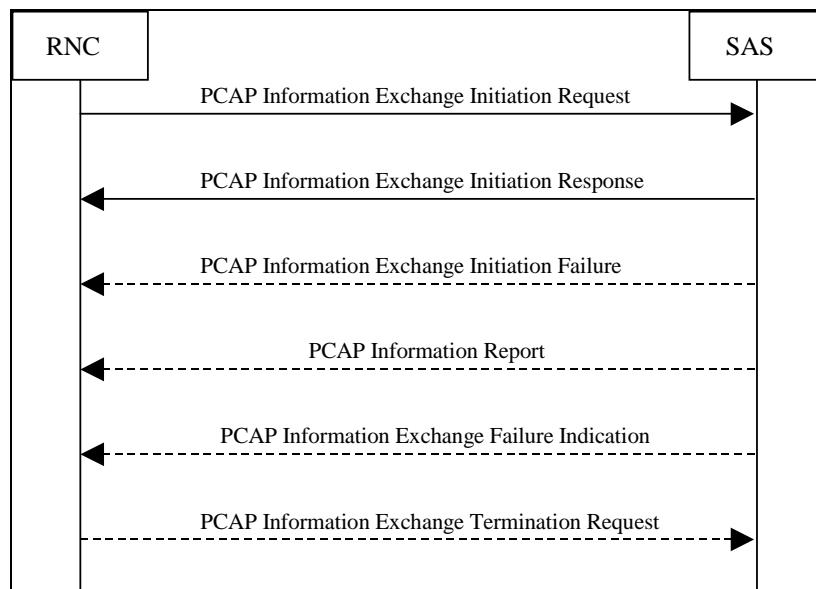 RNC
SAS
PCAP Information Exchange Initiation Request
PCAP Information Exchange Initiation Response
PCAP Information Exchange Initiation Failure
PCAP Information Report
PCAP Information Exchange Failure Indication
PCAP Information Exchange Termination Request